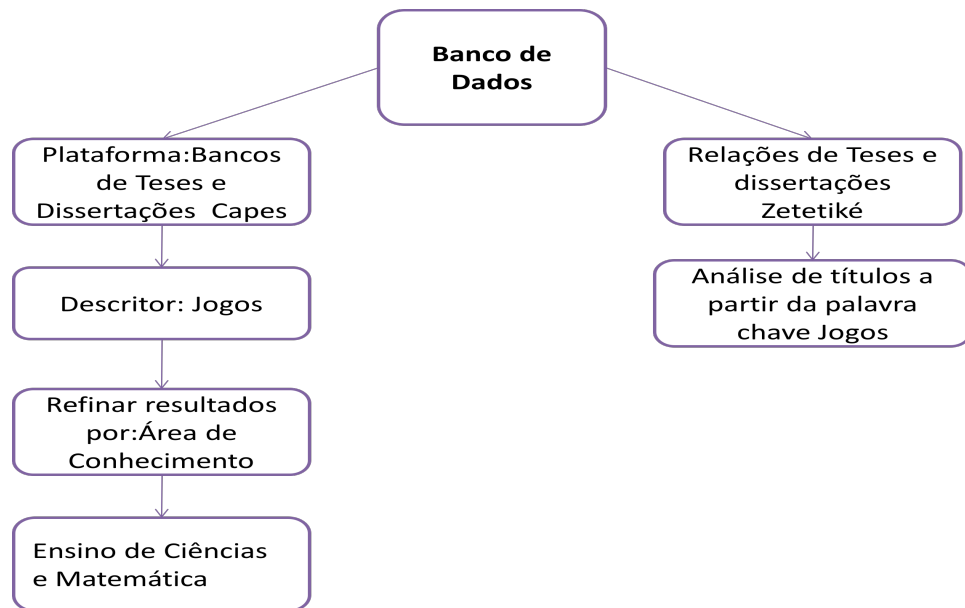 Banco de
Dados
Plataforma:Bancos
de Teses e
Dissertações Capes
Descritor: Jogos
Refinar resultados
por:Área de
Conhecimento
Ensino de Ciências
e Matemática
Relações de Teses e
dissertações
Zetetiké
Análise de títulos a
partir da palavra
chave Jogos